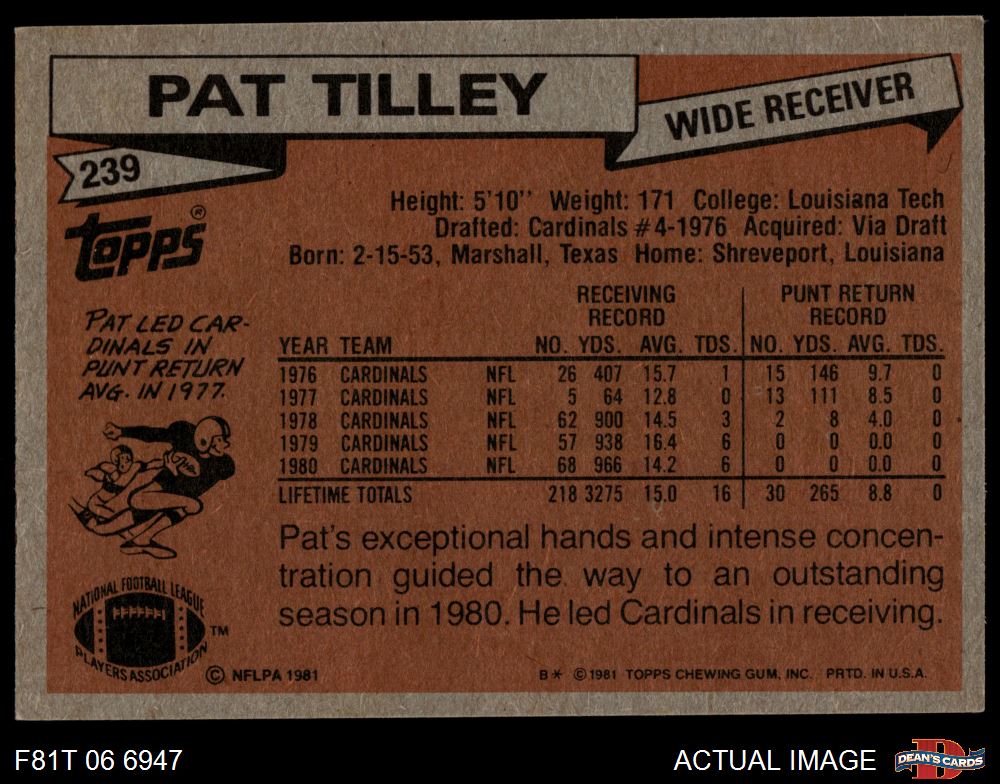 PAT TILLEY
WIDE RECEIVER
239
TOPPS®
Height: 5'10'' Weight: 171 College: Louisiana Tech
Drafted: Cardinals #4-1976 Acquired: Via Draft
Born: 2-15-53, Marshall, Texas Home: Shreveport, Louisiana
PAT LED CAR-
DINALS IN
PUNT RETURN
AVG. IN 1977.
RECEIVING RECORD PUNT RETURN RECORD
YEAR TEAM NO. YDS. AVG. TDS. NO. YDS. AVG. TDS.
1976 CARDINALS NFL 26 407 15.7 1 15 146 9.7 0
1977 CARDINALS NFL 5 64 12.8 0 13 111 8.5 0
1978 CARDINALS NFL 62 900 14.5 3 2 8 4.0 0
1979 CARDINALS NFL 57 938 16.4 6 0 0 0.0 0
1980 CARDINALS NFL 68 966 14.2 6 0 0 0.0 0
LIFETIME TOTALS 218 3275 15.0 16 30 265 8.8 0
Pat's exceptional hands and intense concen-
tration guided the way to an outstanding
season in 1980. He led Cardinals in receiving.
NATIONAL FOOTBALL LEAGUE
PLAYERS ASSOCIATION
TM
© NFLPA 1981
B* © 1981 TOPPS CHEWING GUM, INC. PRTD. IN U.S.A.
F81T 06 6947
ACTUAL IMAGE
D
DEAN'S CARDS